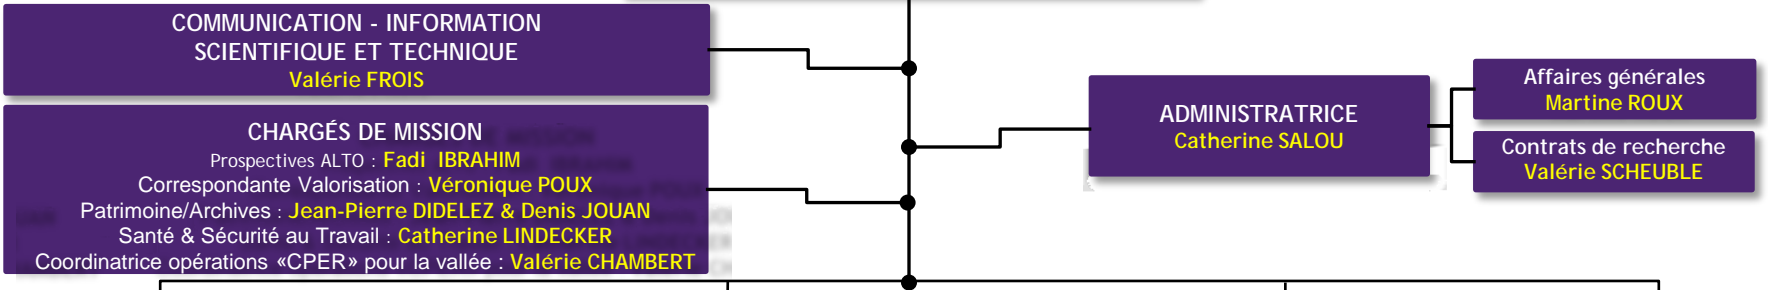 COMMUNICATION - INFORMATION
SCIENTIFIQUE ET TECHNIQUE
Valérie FROIS
CHARGÉS DE MISSION
Prospectives ALTO : Fadi IBRAHIM
Correspondante Valorisation : Véronique POUX
Patrimoine/Archives : Jean-Pierre DIDELEZ & Denis JOUAN
Santé & Sécurité au Travail : Catherine LINDECKER
Coordinatrice opérations «CPER» pour la vallée : Valérie CHAMBERT
ADMINISTRATRICE
Catherine SALOU
Affaires générales
Martine ROUX
Contrats de recherche
Valérie SCHEUBLE